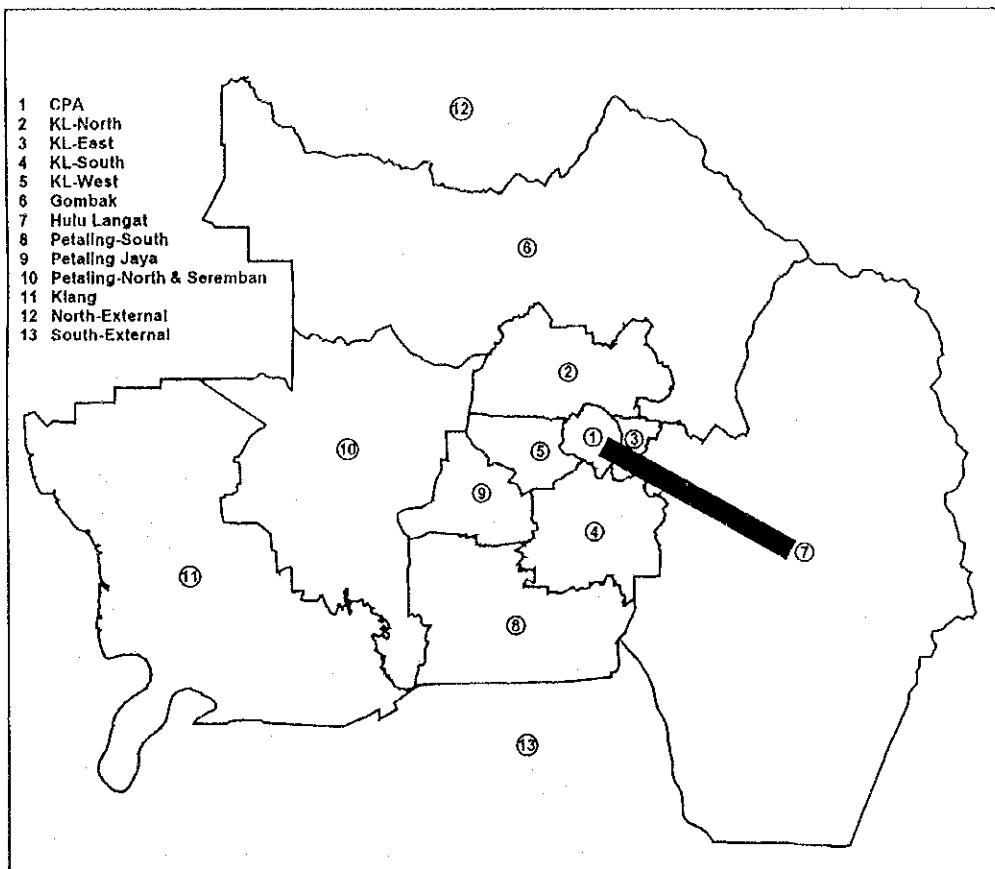 1 CPA
2 KL-North
3 KL-East
4 KL-South
5 KL-West
6 Gombak
7 Hulu Langat
8 Petaling-South
9 Petaling Jaya
10 Petaling-North & Seremban
11 Klang
12 North-External
13 South-External
12
6
2
1
3
5
10
9
4
7
11
8
13